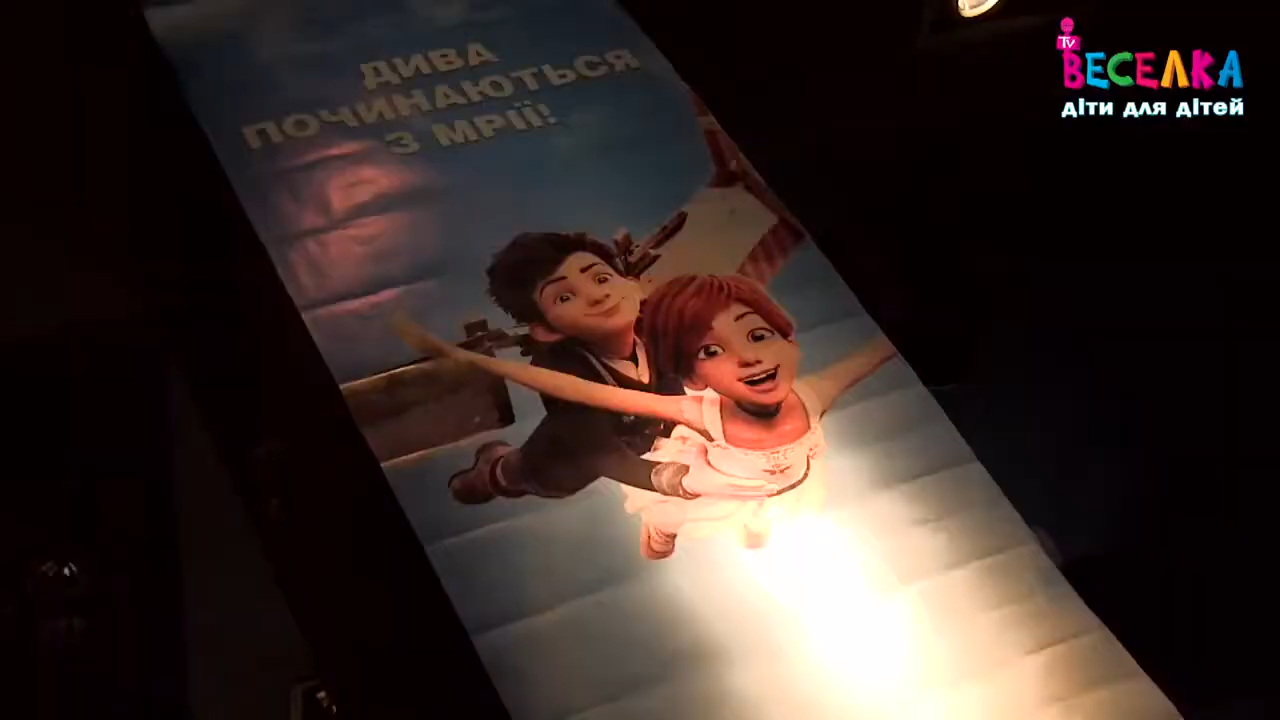 ДИВА
ПОЧИНАЮТЬСЯ
З МРІЇ!
TV
ВЕСЕЛКА
діти для дітей